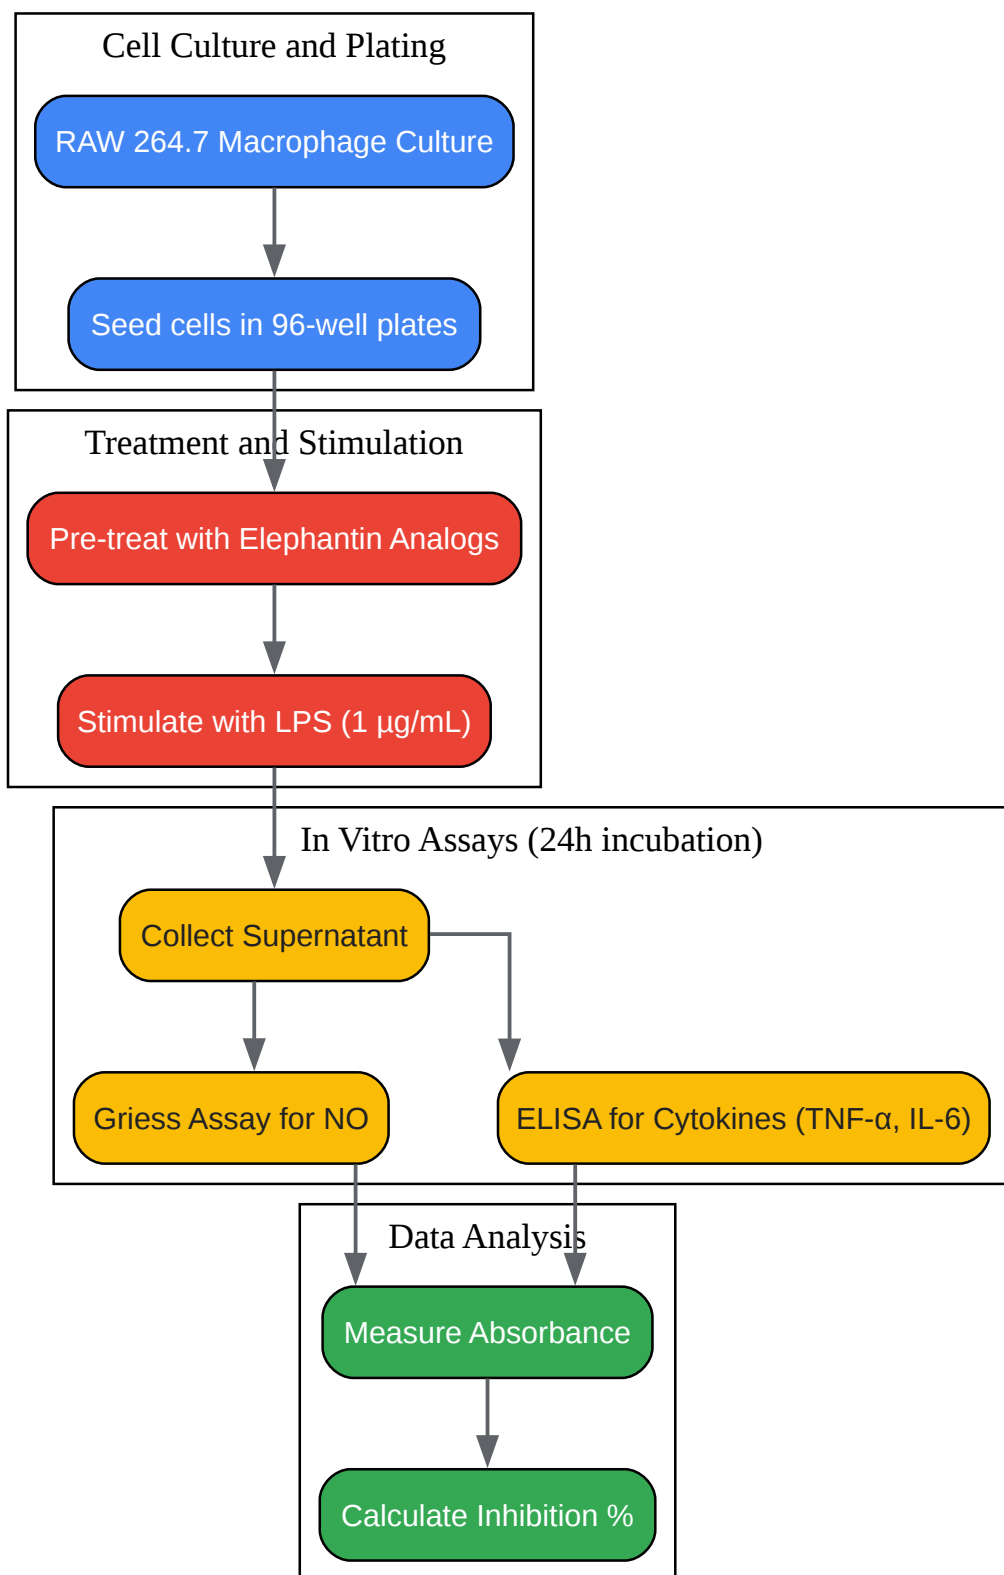 Cell Culture and Plating
RAW 264.7 Macrophage Culture
Seed cells in 96-well plates
Treatment and Stimulation
Pre-treat with Elephantin Analogs
Stimulate with LPS (1 µg/mL)
In Vitro Assays (24h incubation)
Collect Supernatant
Griess Assay for NO
ELISA for Cytokines (TNF-α, IL-6)
Data Analysis
Measure Absorbance
Calculate Inhibition %